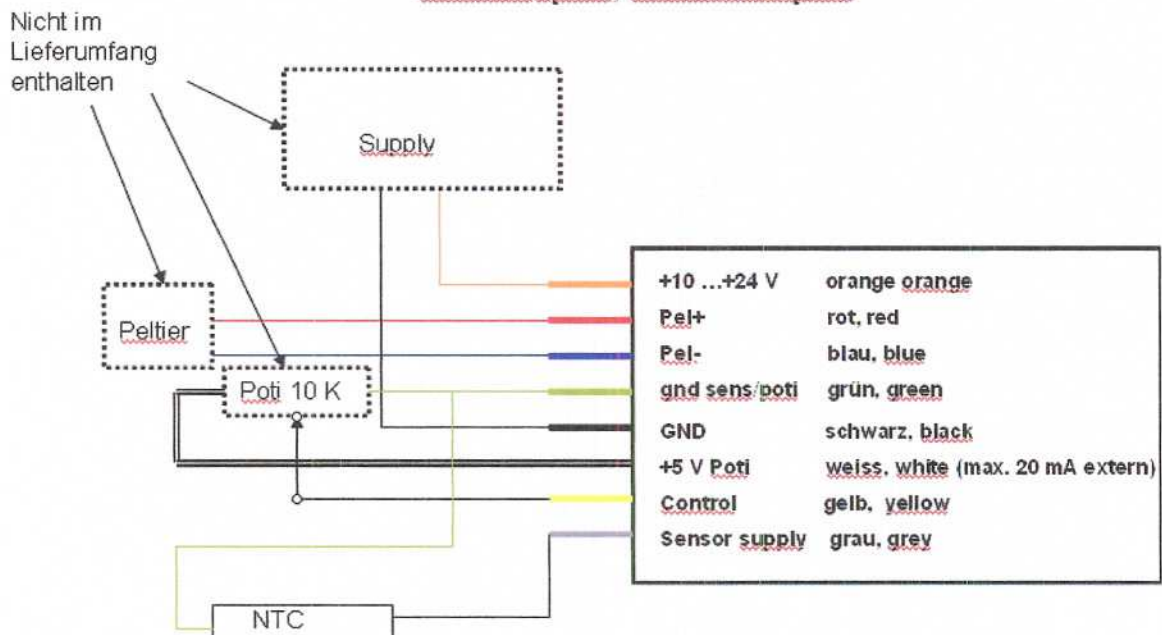 Nicht im
Lieferumfang
enthalten
Supply
Peltier
Poti 10 K
+10 ...+24 V orange orange
Pel+ rot, red
Pel- blau, blue
gnd sens/poti grün, green
GND schwarz, black
+5 V Poti weiss, white (max. 20 mA extern)
Control gelb, yellow
Sensor supply grau, grey
NTC